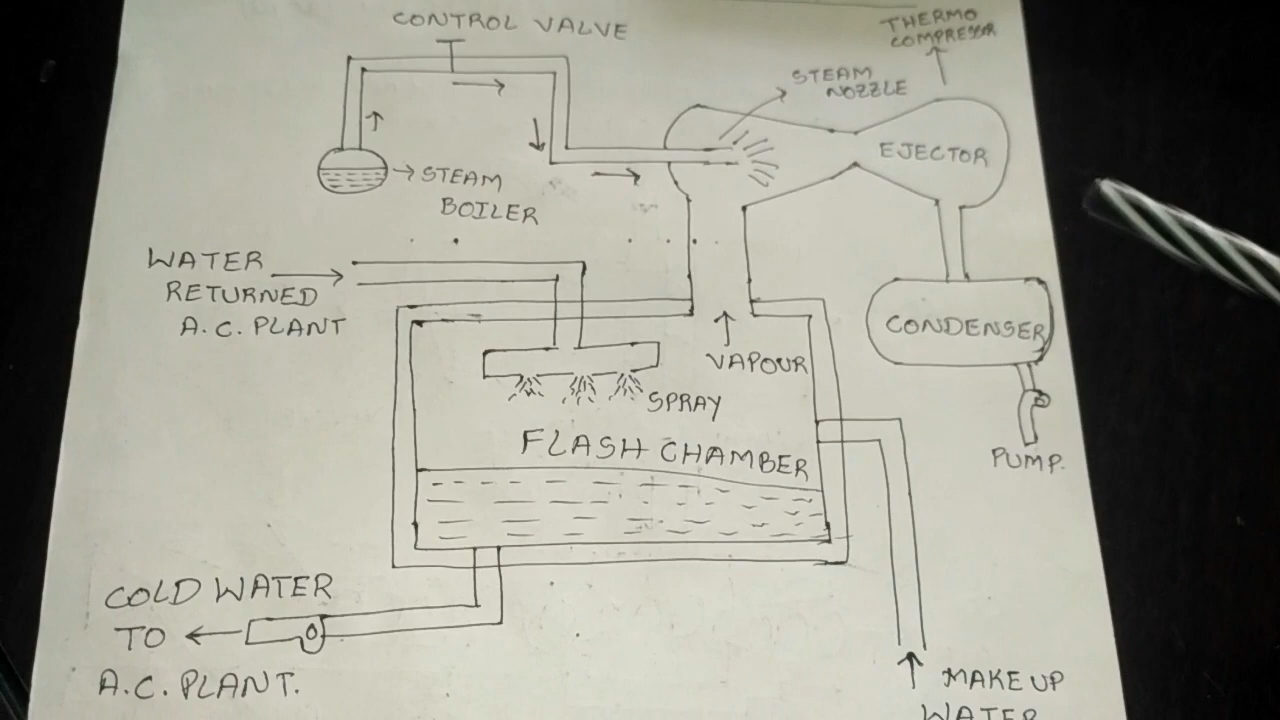 CONTROL VALVE
THERMO
COMPRESSOR
STEAM
NOZZLE
EJECTOR
STEAM
BOILER
WATER
RETURNED
A.C. PLANT
CONDENSER
VAPOUR
SPRAY
FLASH CHAMBER
PUMP.
COLD WATER
TO
A.C. PLANT.
MAKE UP
WATER